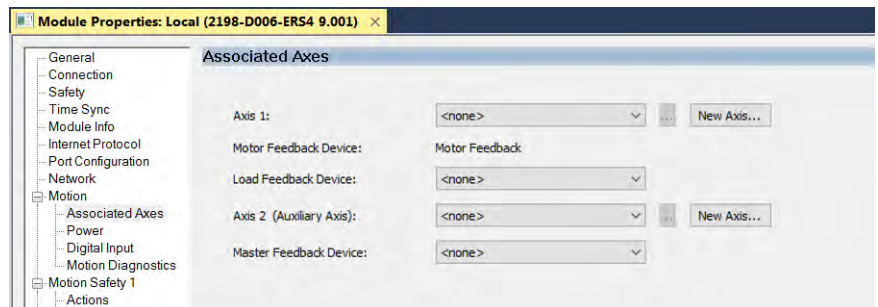 Module Properties: Local (2198-D006-ERS4 9.001) ×
General
Connection
Safety
Time Sync
Module Info
Internet Protocol
Port Configuration
Network
Motion
Associated Axes
Power
Digital Input
Motion Diagnostics
Motion Safety 1
Actions
Associated Axes
Axis 1: <none> ... New Axis...
Motor Feedback Device: Motor Feedback
Load Feedback Device: <none>
Axis 2 (Auxiliary Axis): <none> ... New Axis...
Master Feedback Device: <none>